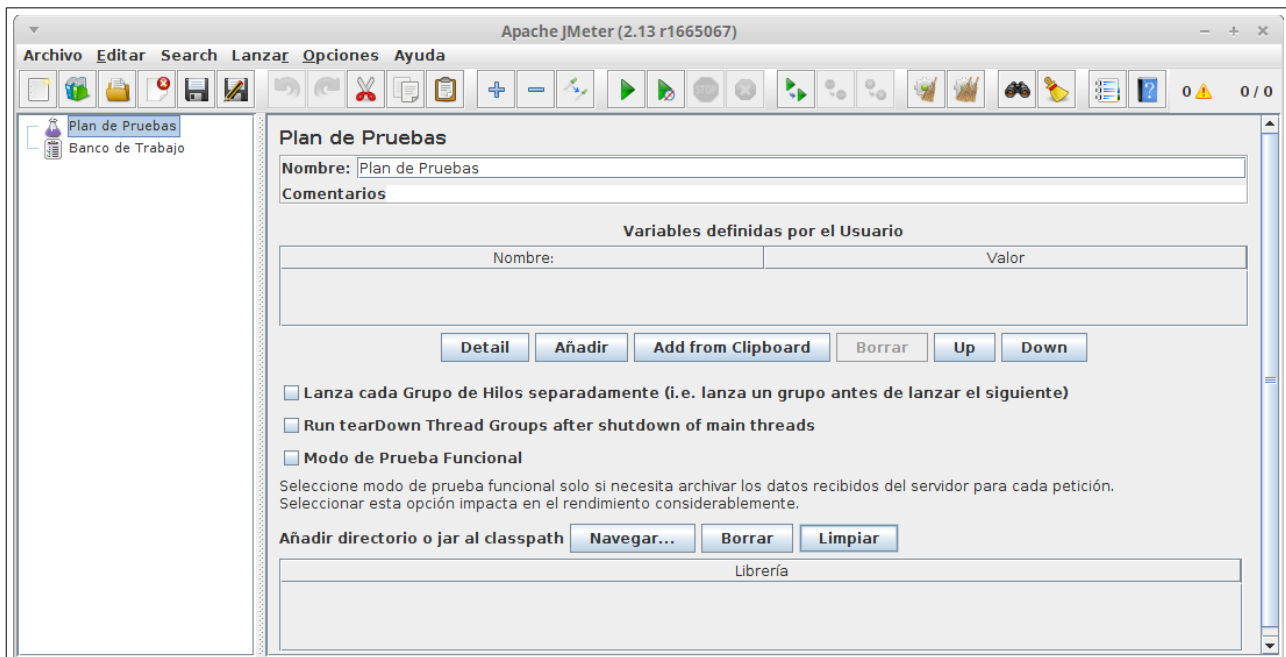 Apache JMeter (2.13 r1665067)
Archivo Editar Search Lanzar Opciones Ayuda
STOP 0 0 / 0
Plan de Pruebas
Banco de Trabajo
Plan de Pruebas
Nombre: Plan de Pruebas
Comentarios
Variables definidas por el Usuario
Nombre: Valor
Detail Añadir Add from Clipboard Borrar Up Down
Lanza cada Grupo de Hilos separadamente (i.e. lanza un grupo antes de lanzar el siguiente)
Run tearDown Thread Groups after shutdown of main threads
Modo de Prueba Funcional
Seleccione modo de prueba funcional solo si necesita archivar los datos recibidos del servidor para cada petición.
Seleccionar esta opción impacta en el rendimiento considerablemente.
Añadir directorio o jar al classpath Navegar... Borrar Limpiar
Librería